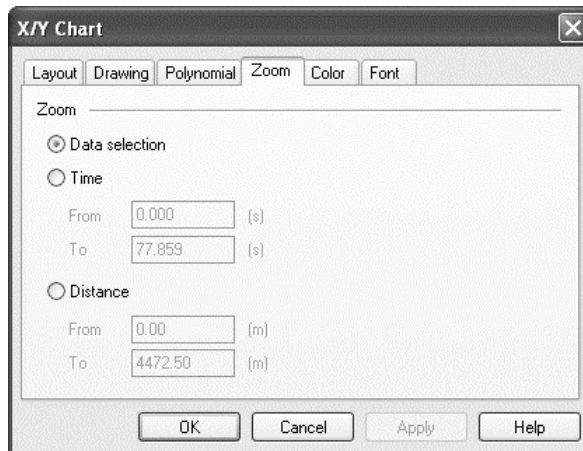 X/Y Chart
Layout Drawing Polynomial Zoom Color Font
Zoom
Data selection
Time
From 0.000 (s)
To 77.859 (s)
Distance
From 0.00 (m)
To 4472.50 (m)
OK Cancel Apply Help